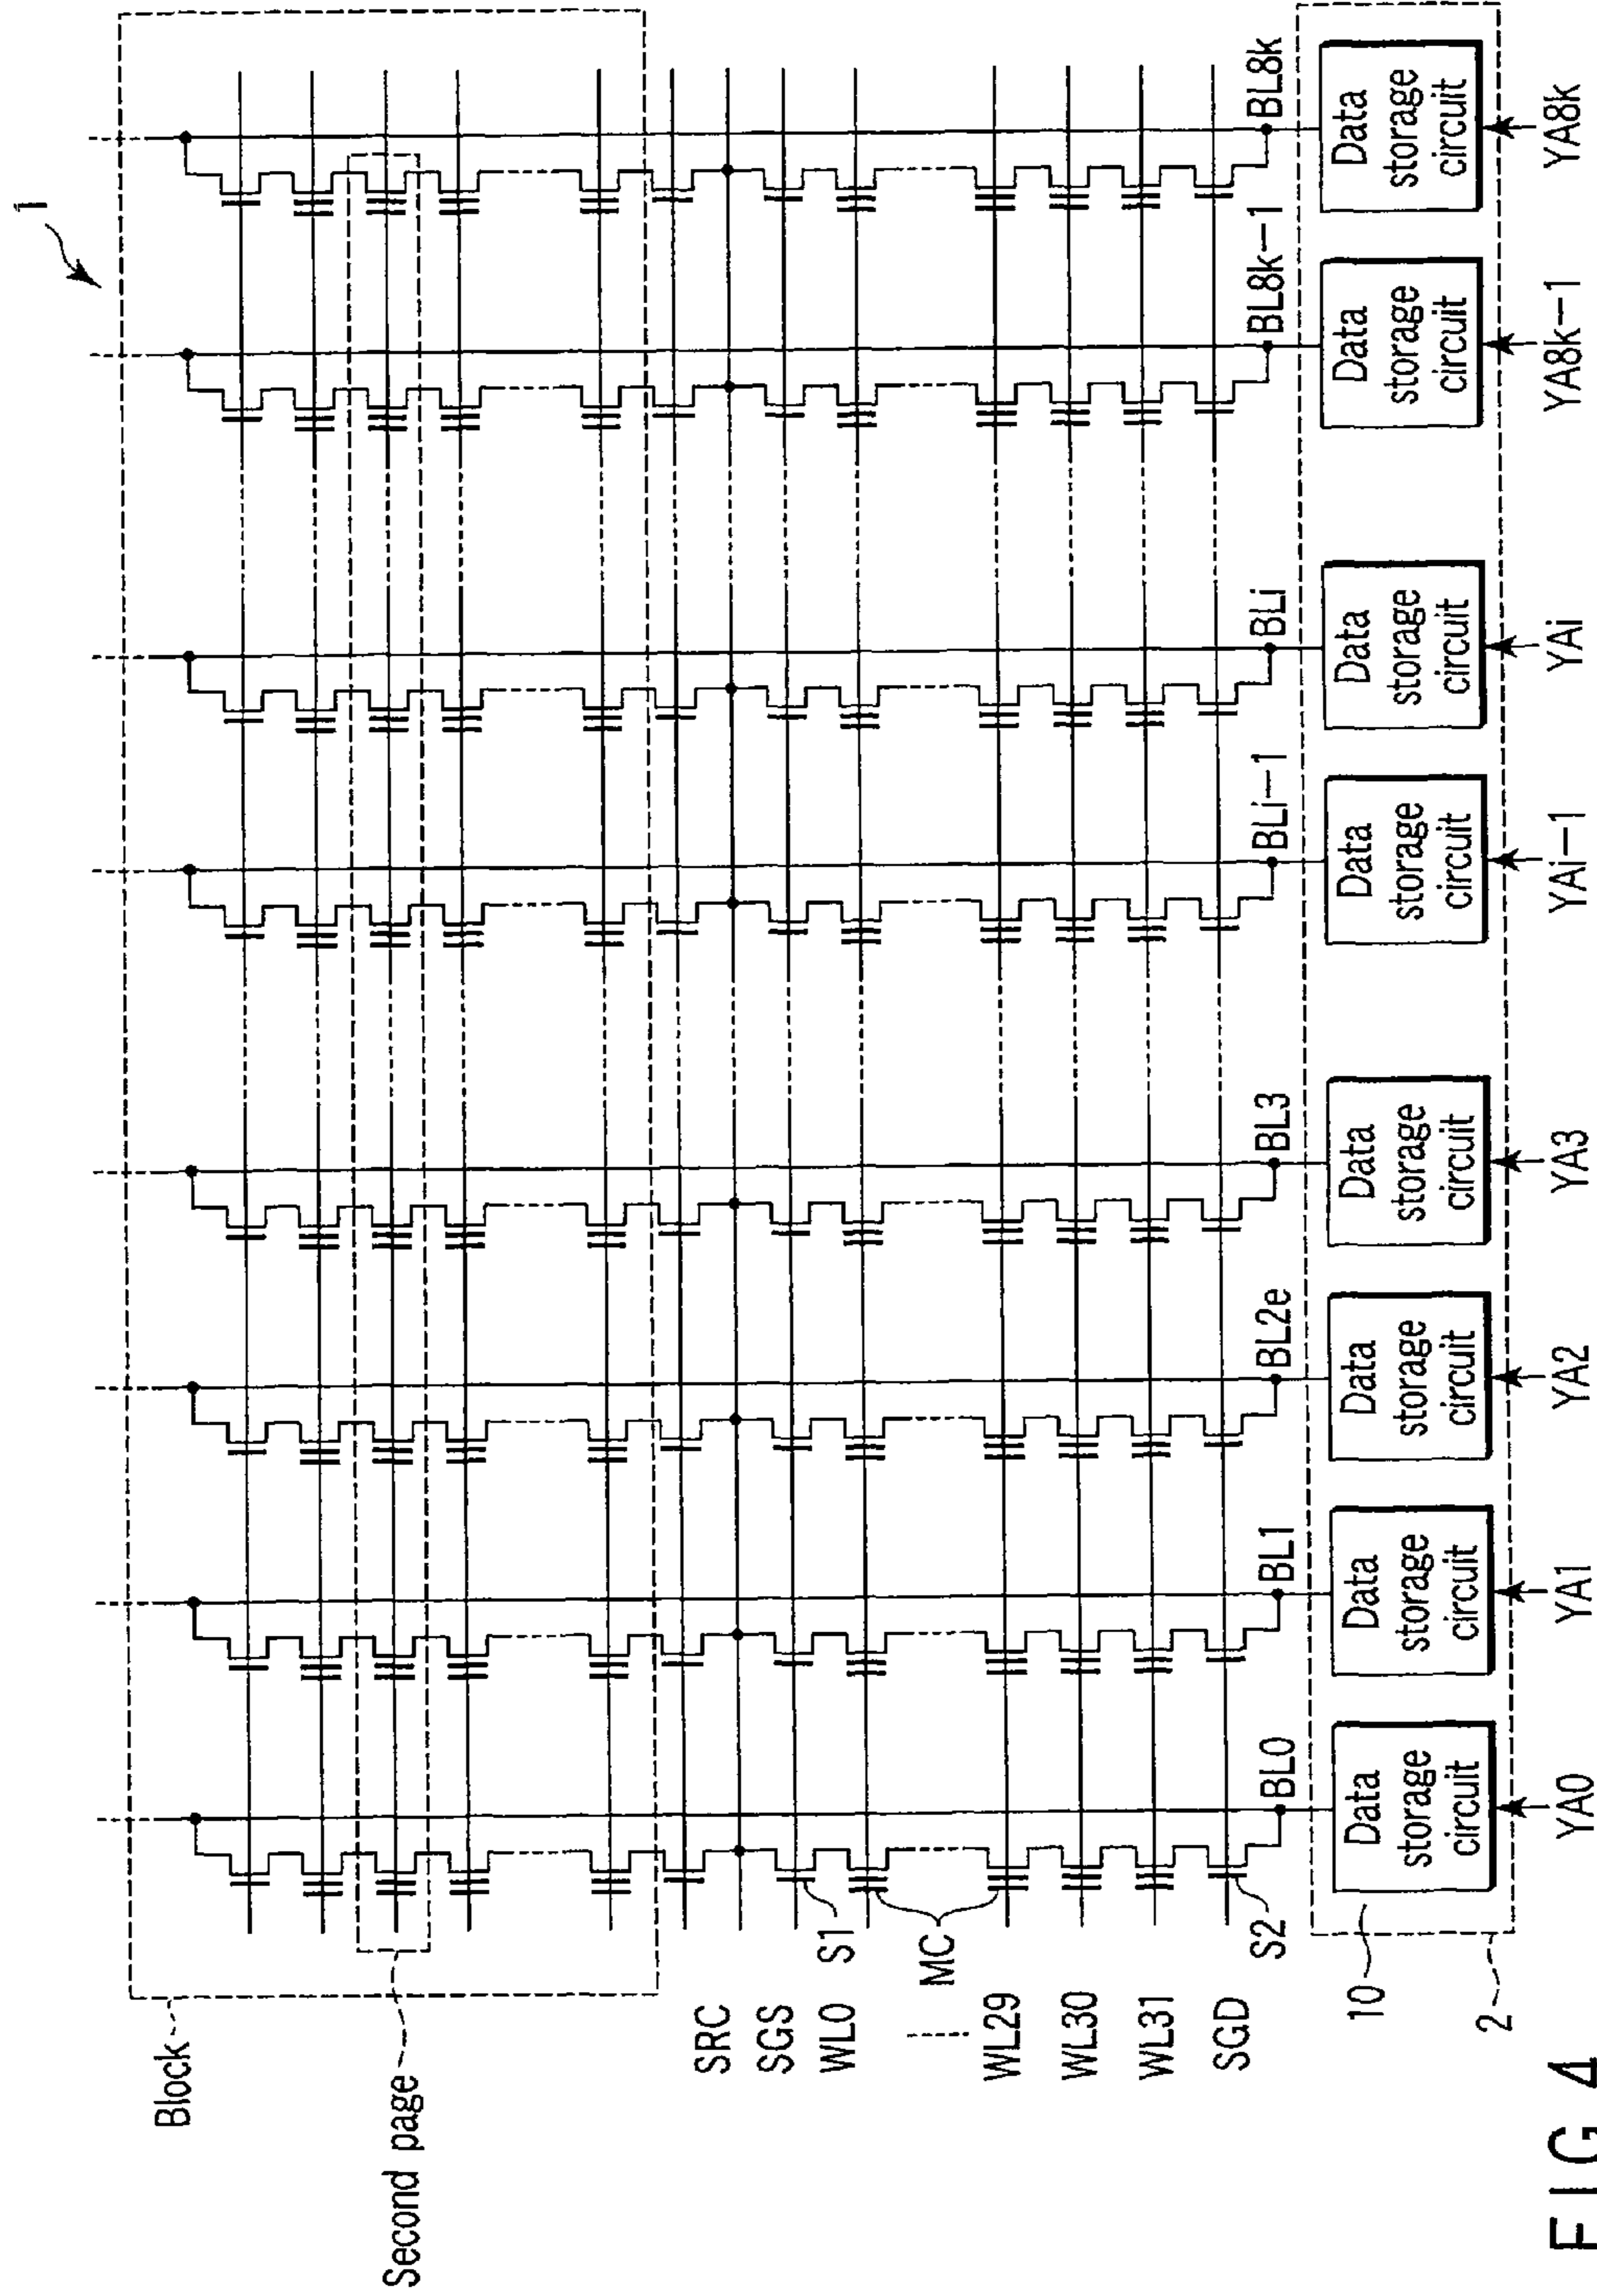 1
Block
Second page
SRC
SGS
WL0
S1
MC
WL29
WL30
WL31
SGD
S2
BL0
BL1
BL2e
BL3
BLi-1
BLi
BL8k-1
BL8k
10
2
Data
storage
circuit
Data
storage
circuit
Data
storage
circuit
Data
storage
circuit
Data
storage
circuit
Data
storage
circuit
Data
storage
circuit
Data
storage
circuit
YA0
YA1
YA2
YA3
YAi-1
YAi
YA8k-1
YA8k
FIG. 4